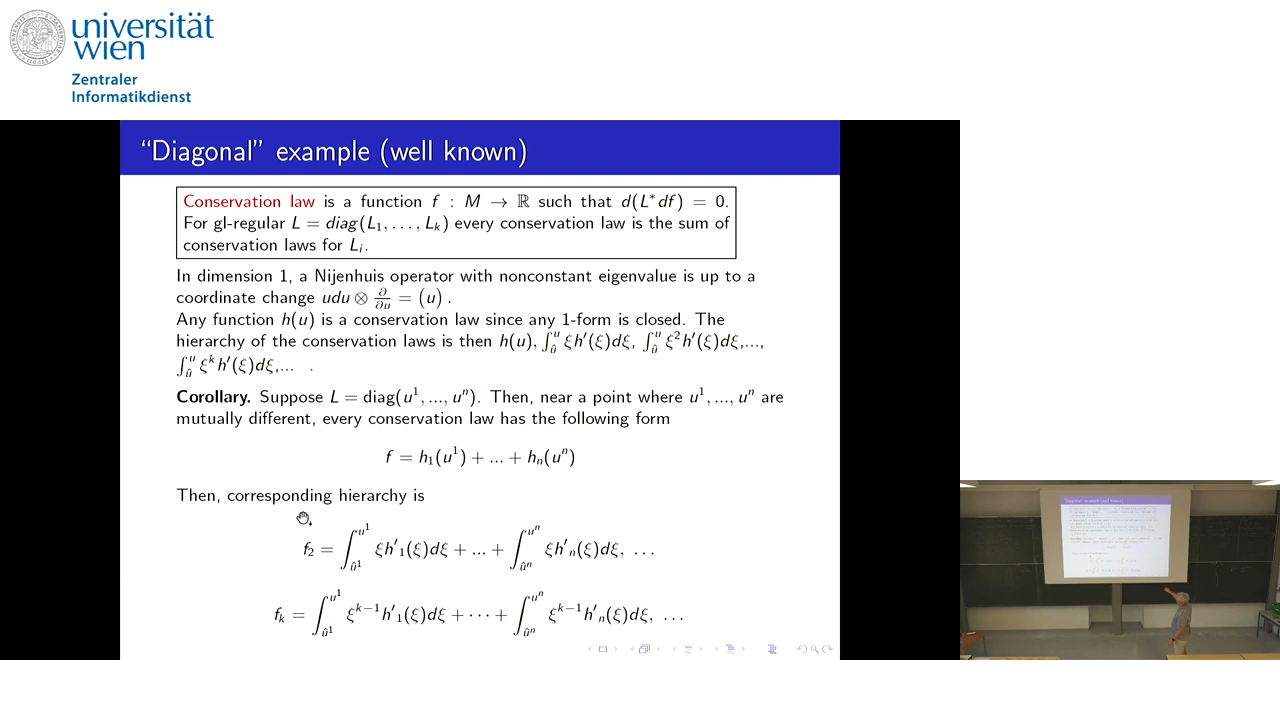 universität
wien
Zentraler
Informatikdienst
“Diagonal” example (well known)
Conservation law is a function f : M → ℝ such that d(L*df) = 0.
For gl-regular L = diag(L₁, . . . , Lₖ) every conservation law is the sum of
conservation laws for Lᵢ.
In dimension 1, a Nijenhuis operator with nonconstant eigenvalue is up to a
coordinate change udu ⊗ ∂/∂u = (u) .
Any function h(u) is a conservation law since any 1-form is closed. The
hierarchy of the conservation laws is then h(u), ∫_û^u ξh′(ξ)dξ, ∫_û^u ξ²h′(ξ)dξ,...,
∫_û^u ξᵏh′(ξ)dξ,... .
Corollary. Suppose L = diag(u¹, ..., uⁿ). Then, near a point where u¹, ..., uⁿ are
mutually different, every conservation law has the following form
f = h₁(u¹) + ... + hₙ(uⁿ)
Then, corresponding hierarchy is
f₂ = ∫_{û¹}^{u¹} ξh′₁(ξ)dξ + ... + ∫_{ûⁿ}^{uⁿ} ξh′ₙ(ξ)dξ, ...
fₖ = ∫_{û¹}^{u¹} ξᵏ⁻¹h′₁(ξ)dξ + ··· + ∫_{ûⁿ}^{uⁿ} ξᵏ⁻¹h′ₙ(ξ)dξ, ...